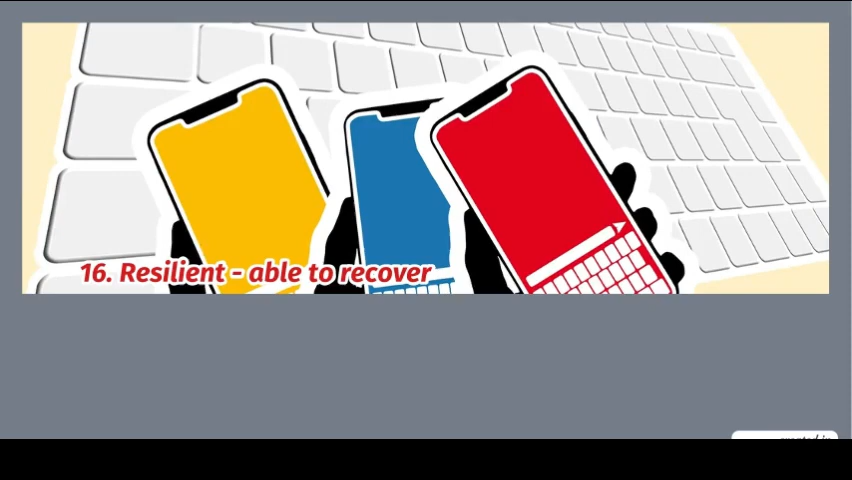 16. Resilient - able to recover